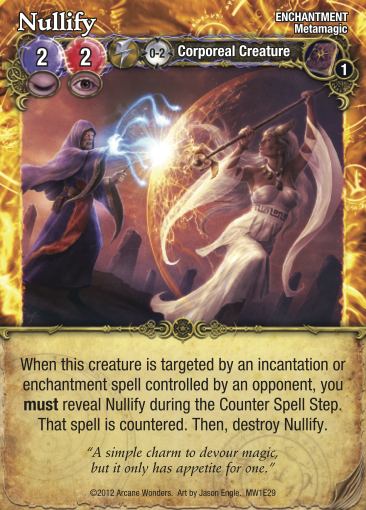 Nullify
ENCHANTMENT
Metamagic
2 2 0-2 Corporeal Creature
1
When this creature is targeted by an incantation or
enchantment spell controlled by an opponent, you
must reveal Nullify during the Counter Spell Step.
That spell is countered. Then, destroy Nullify.
“A simple charm to devour magic,
but it only has appetite for one.”
©2012 Arcane Wonders. Art by Jason Engle. MW1E29